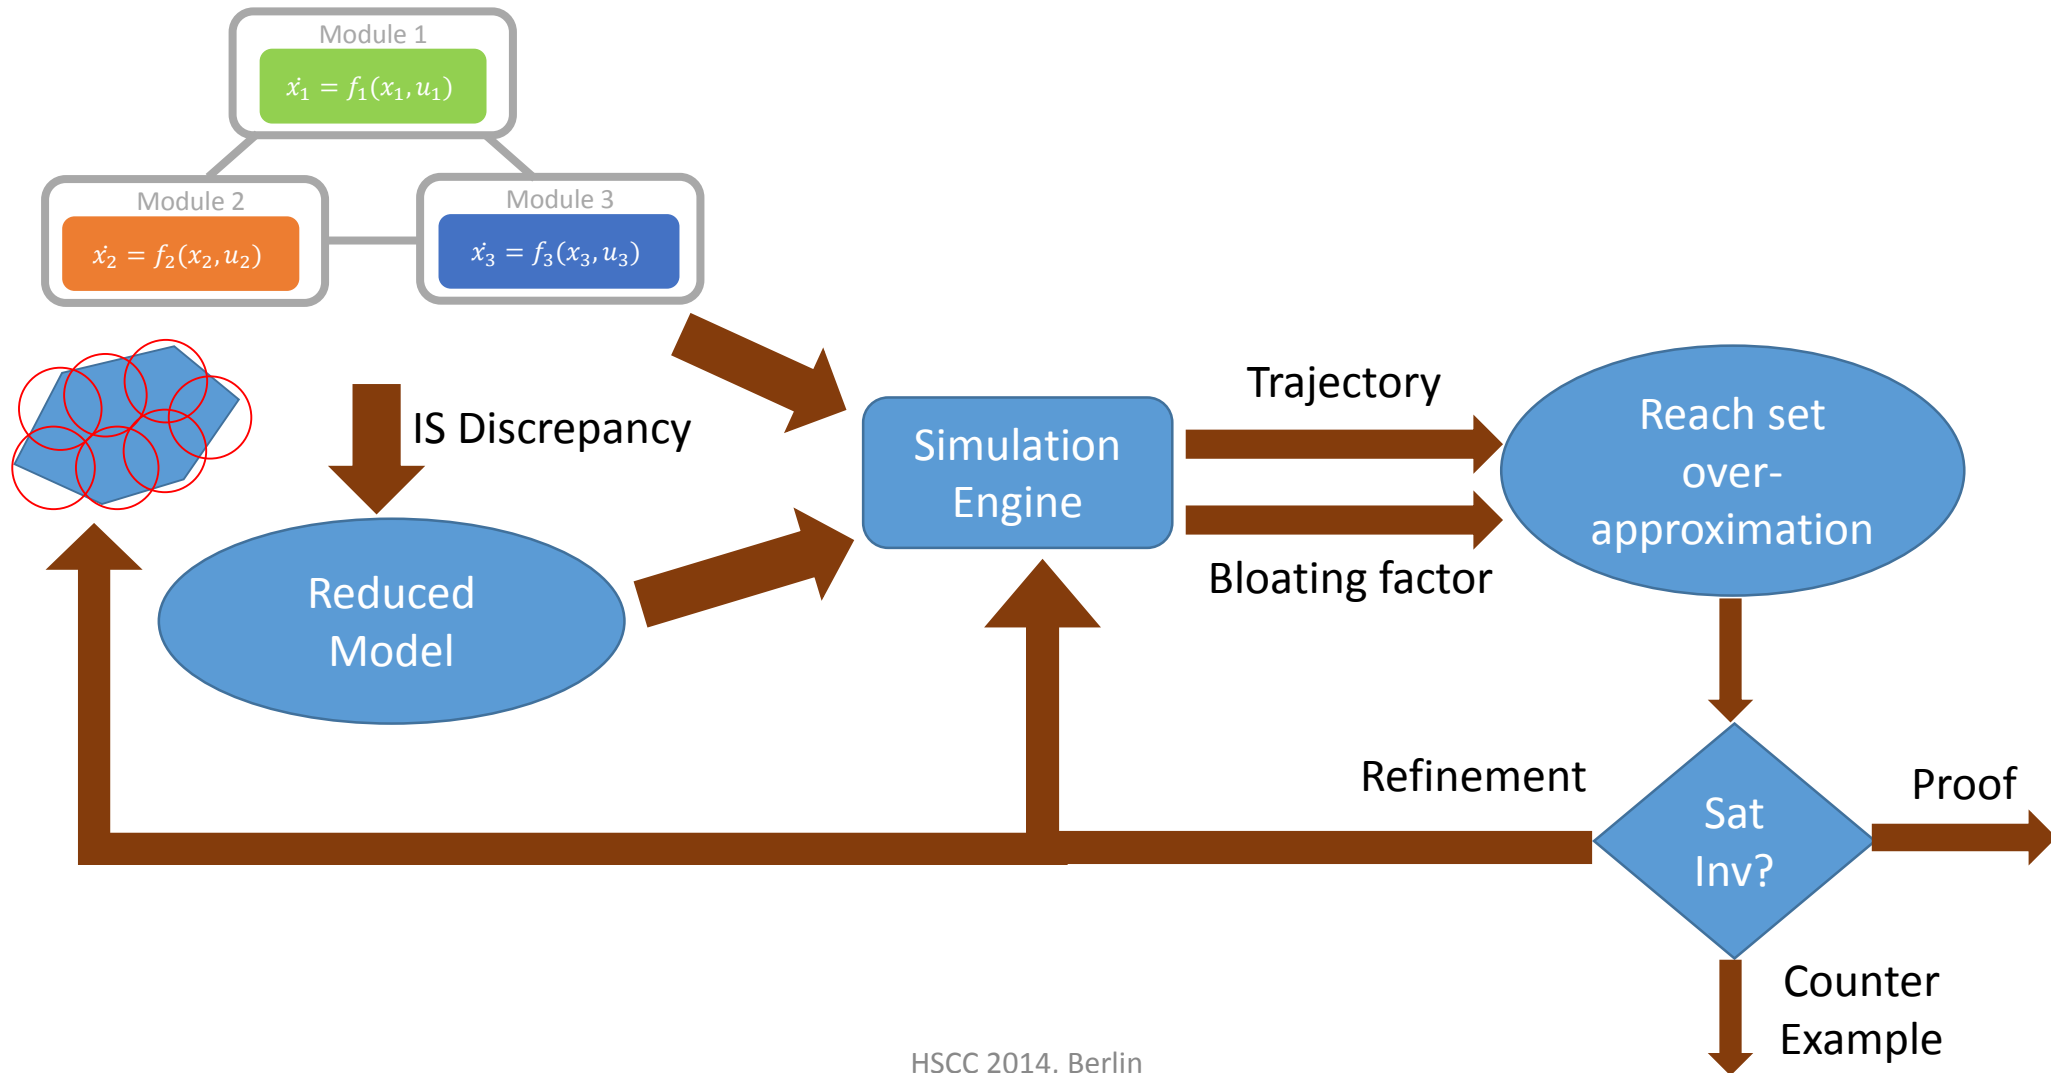 Module 1
ẋ₁ = f₁(x₁, u₁)
Module 2
ẋ₂ = f₂(x₂, u₂)
Module 3
ẋ₃ = f₃(x₃, u₃)
IS Discrepancy
Reduced
Model
Simulation
Engine
Trajectory
Bloating factor
Reach set
over-
approximation
Refinement
Sat
Inv?
Proof
Counter
Example
HSCC 2014, Berlin